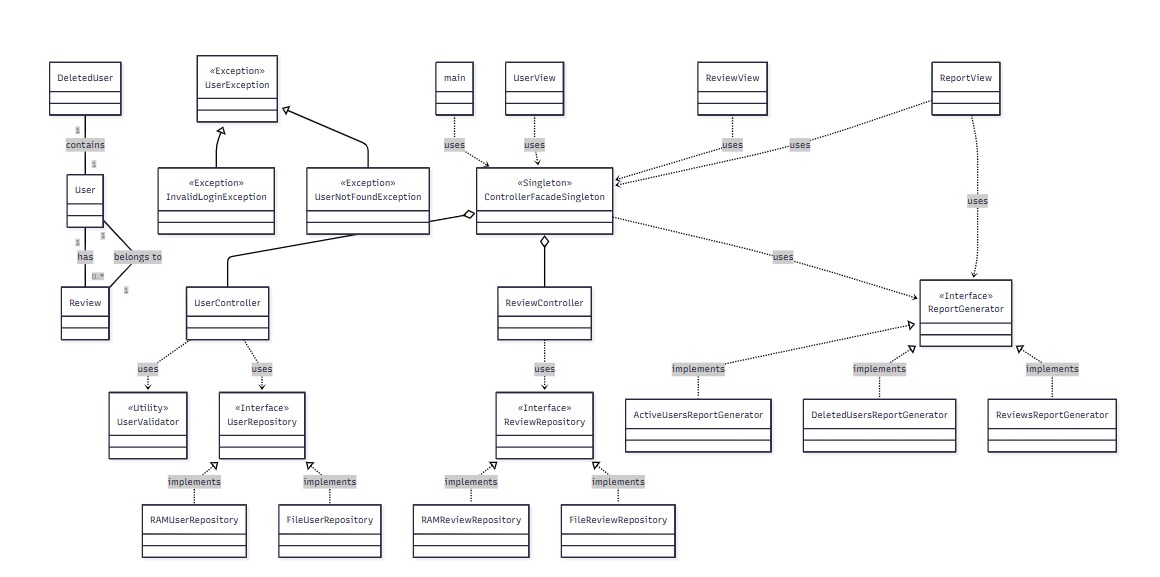 DeletedUser
«Exception»
UserException
main
UserView
ReviewView
ReportView
1
contains
1
uses
uses
uses
uses
User
«Exception»
InvalidLoginException
«Exception»
UserNotFoundException
«Singleton»
ControllerFacadeSingleton
uses
1
1
has
belongs to
uses
0..*
1
Review
UserController
ReviewController
«Interface»
ReportGenerator
uses
uses
uses
implements
implements
implements
«Utility»
UserValidator
«Interface»
UserRepository
«Interface»
ReviewRepository
ActiveUsersReportGenerator
DeletedUsersReportGenerator
ReviewsReportGenerator
implements
implements
implements
implements
RAMUserRepository
FileUserRepository
RAMReviewRepository
FileReviewRepository